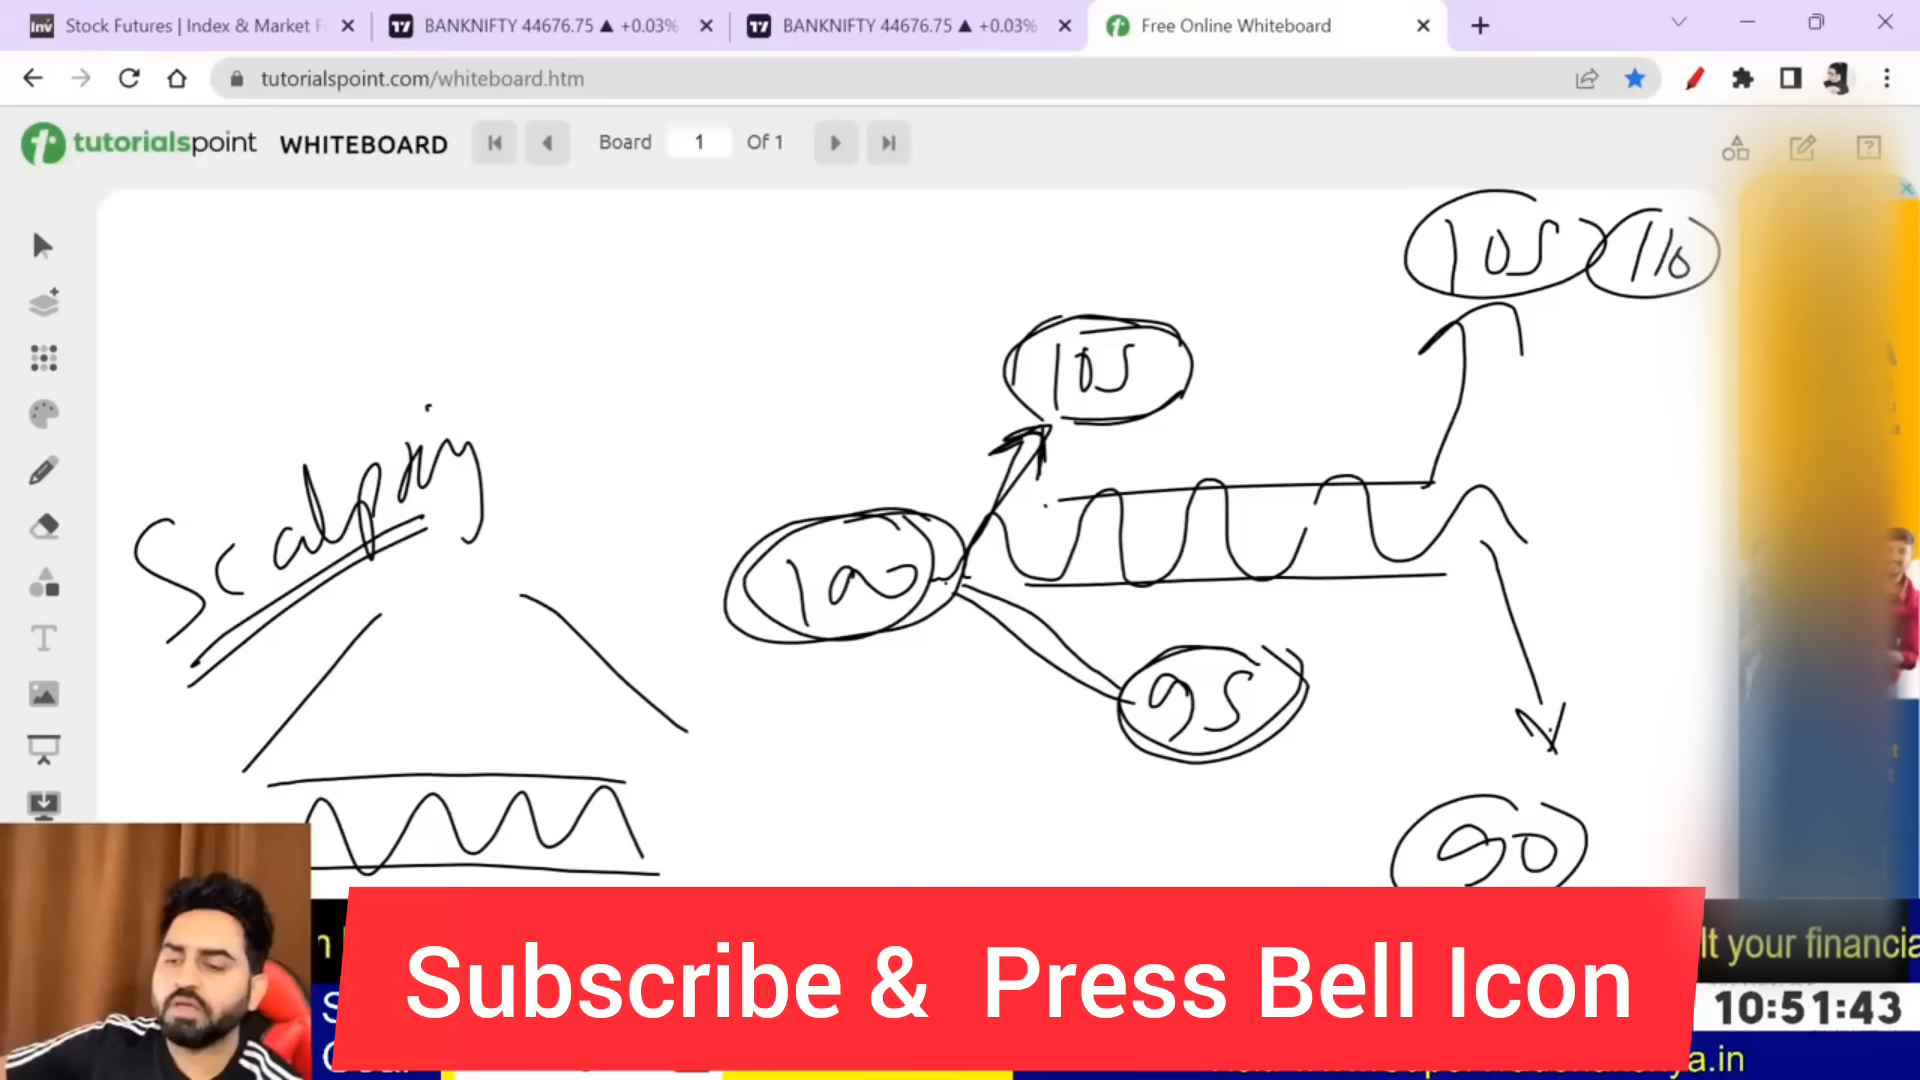 Stock Futures | Index & Market F
BANKNIFTY 44676.75 ▲ +0.03%
BANKNIFTY 44676.75 ▲ +0.03%
Free Online Whiteboard
tutorialspoint.com/whiteboard.htm
tutorialspoint WHITEBOARD Board 1 Of 1
105 110
105
Scalping
100
95
90
Subscribe & Press Bell Icon
lt your financia
10:51:43
ya.in